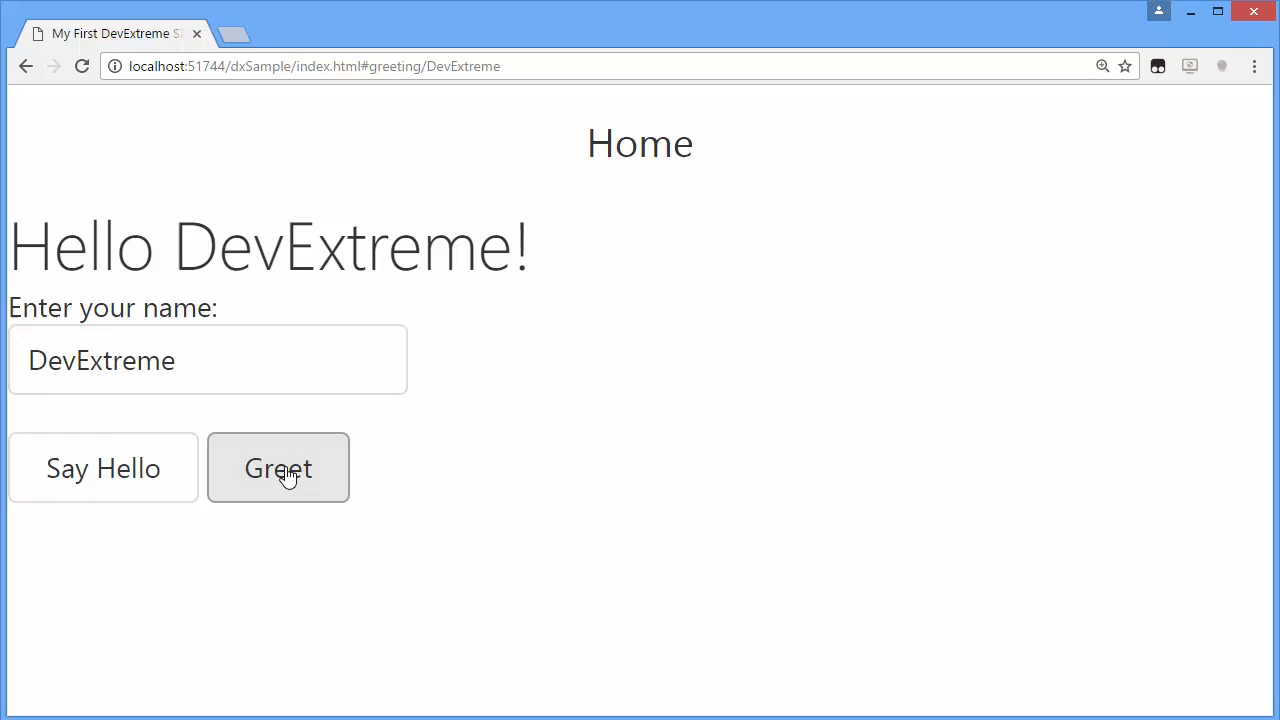 My First DevExtreme S
localhost:51744/dxSample/index.html#greeting/DevExtreme
Home
Hello DevExtreme!
Enter your name:
DevExtreme
Say Hello Greet